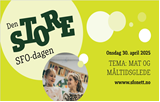 Den
STORE
SFO-dagen
Onsdag 30. april 2025
TEMA: MAT OG
MÅLTIDSGLEDE
www.sfonett.no